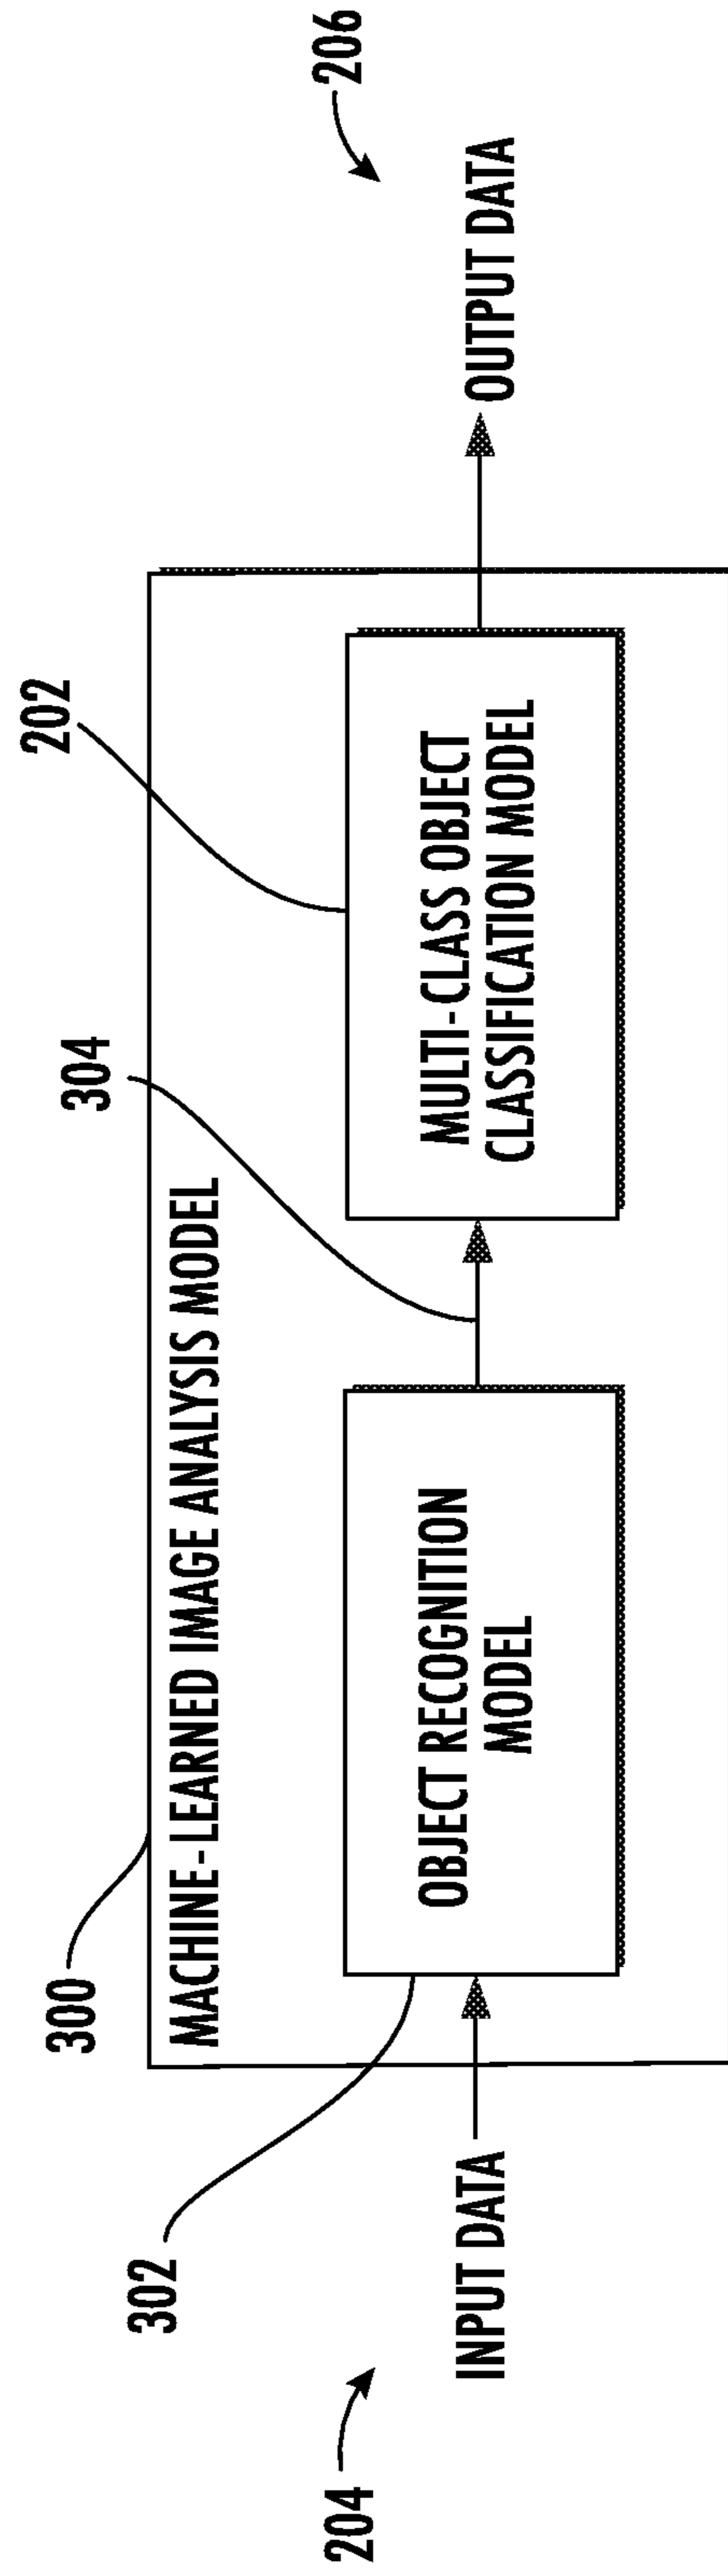 300
MACHINE-LEARNED IMAGE ANALYSIS MODEL
304
202
302
204
INPUT DATA
OBJECT RECOGNITION
MODEL
MULTI-CLASS OBJECT
CLASSIFICATION MODEL
OUTPUT DATA
206